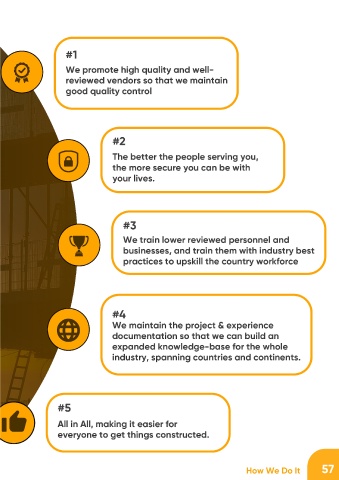 #1
We promote high quality and well-
reviewed vendors so that we maintain
good quality control
#2
The better the people serving you,
the more secure you can be with
your lives.
#3
We train lower reviewed personnel and
businesses, and train them with industry best
practices to upskill the country workforce
#4
We maintain the project & experience
documentation so that we can build an
expanded knowledge-base for the whole
industry, spanning countries and continents.
#5
All in All, making it easier for
everyone to get things constructed.
How We Do It 57